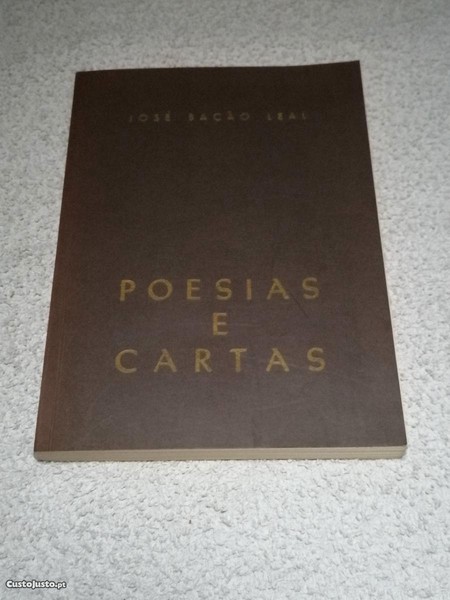 JOSÉ BAÇÃO LEAL
POESIAS
E
CARTAS
CustoJusto.pt